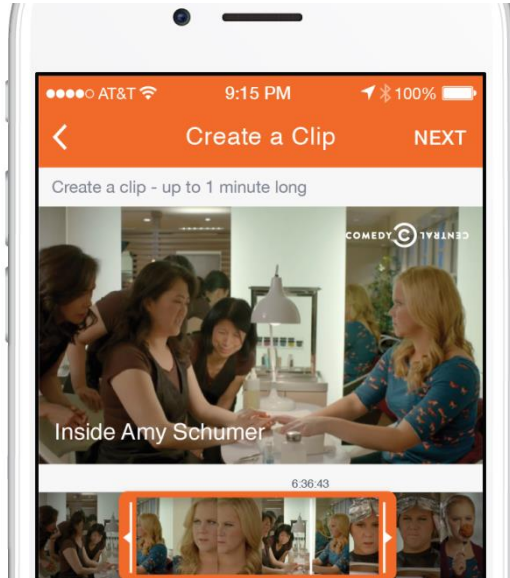 AT&T 9:15 PM 100%
Create a Clip NEXT
Create a clip - up to 1 minute long
COMEDY CENTRAL
Inside Amy Schumer
6:36:43